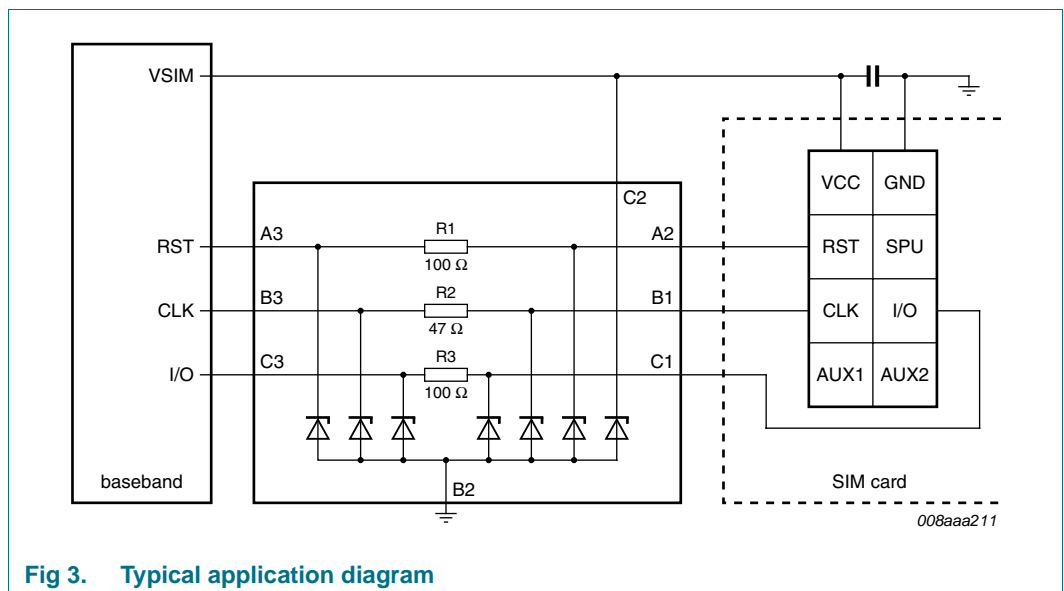 VSIM
C2
VCC GND
RST A3 R1 A2 RST SPU
100 Ω
CLK B3 R2 B1 CLK I/O
47 Ω
I/O C3 R3 C1 AUX1 AUX2
100 Ω
baseband B2 SIM card
008aaa211
Fig 3. Typical application diagram